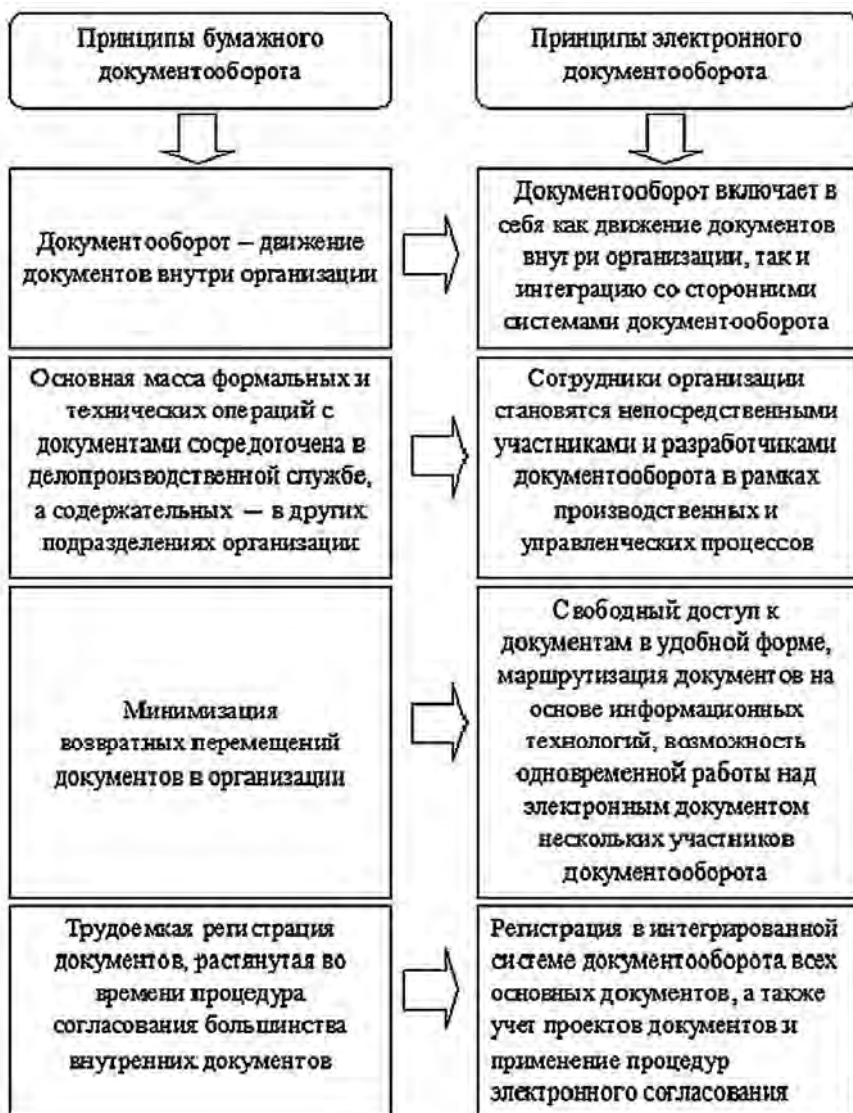 Принципы бумажного
документооборота
Принципы электронного
документооборота
Документооборот – движение
документов внутри организации
Документооборот включает в
себя как движение документов
внутри организации, так и
интеграцию со сторонними
системами документ-ооборота
Основная масса формальных и
технических операций с
документами сосредоточена в
делопроизводственной службе,
а содержательных — в других
подразделениях организации
Сотрудники организации
становятся непосредственными
участниками и разработчиками
документооборота в рамках
производственных и
управленческих процессов
Минимизация
возвратных перемещений
документов в организации
Свободный доступ к
документам в удобной форме,
маршрутизация документов на
основе информационных
технологий, возможность
одновременной работы над
электронным документом
нескольких участников
документооборота
Трудоемкая регистрация
документов, растянутая во
времени процедура
согласования большинства
внутренних документов
Регистрация в интегрированной
системе документооборота всех
основных документов, а также
учет проектов документов и
применение процедур
электронного согласования